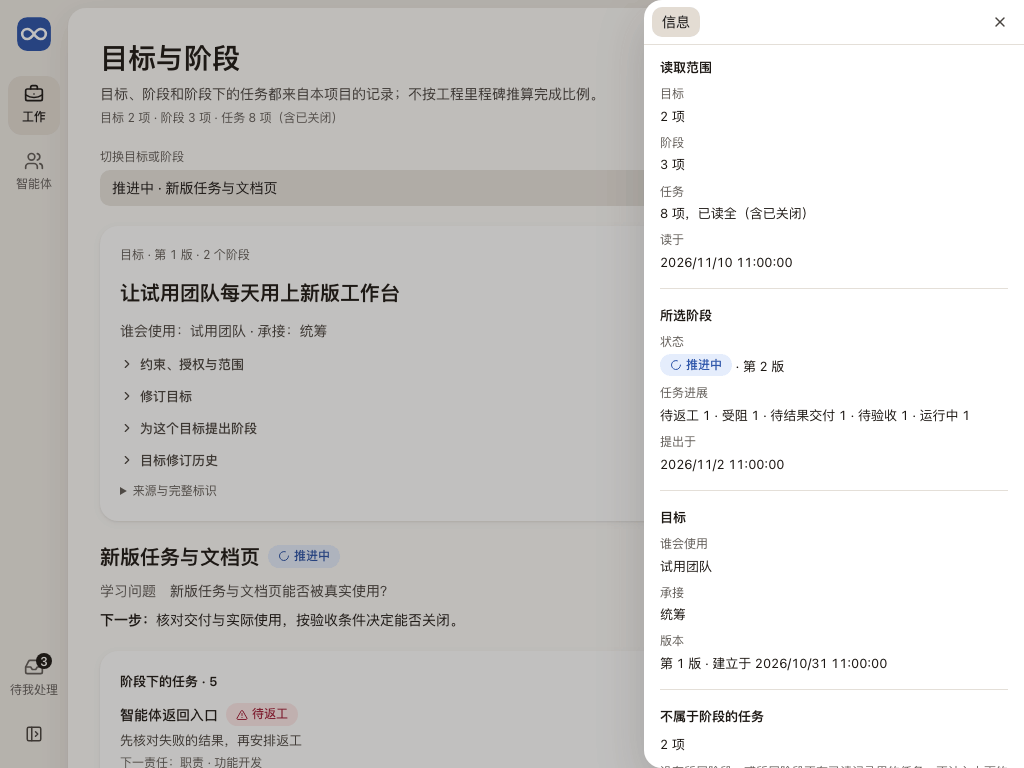 工作
智能体
3
待我处理
目标与阶段
目标、阶段和阶段下的任务都来自本项目的记录；不按工程里程碑推算完成比例。
目标 2 项 · 阶段 3 项 · 任务 8 项（含已关闭）
切换目标或阶段
推进中 · 新版任务与文档页
目标 · 第 1 版 · 2 个阶段
让试用团队每天用上新版工作台
谁会使用：试用团队 · 承接：统筹
约束、授权与范围
修订目标
为这个目标提出阶段
目标修订历史
来源与完整标识
新版任务与文档页 推进中
学习问题 新版任务与文档页能否被真实使用？
下一步：核对交付与实际使用，按验收条件决定能否关闭。
阶段下的任务 · 5
智能体返回入口 待返工
先核对失败的结果，再安排返工
下一责任：职责 · 功能开发
信息
读取范围
目标
2 项
阶段
3 项
任务
8 项，已读全（含已关闭）
读于
2026/11/10 11:00:00
所选阶段
状态
推进中 · 第 2 版
任务进展
待返工 1 · 受阻 1 · 待结果交付 1 · 待验收 1 · 运行中 1
提出于
2026/11/2 11:00:00
目标
谁会使用
试用团队
承接
统筹
版本
第 1 版 · 建立于 2026/10/31 11:00:00
不属于阶段的任务
2 项